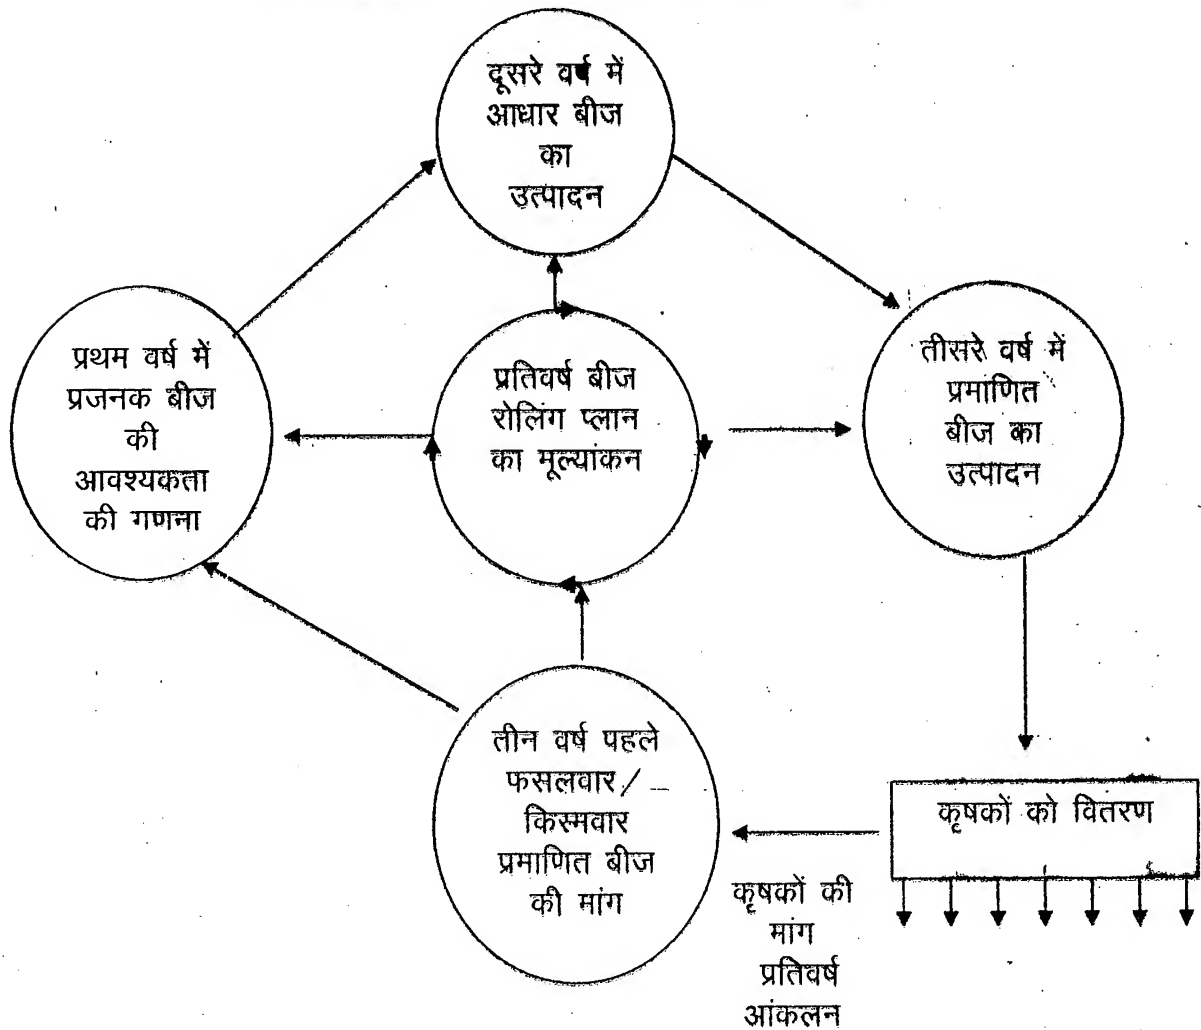 दूसरे वर्ष में
आधार बीज
का
उत्पादन
प्रथम वर्ष में
प्रजनक बीज
की
आवश्यकता
की गणना
प्रतिवर्ष बीज
रोलिंग प्लान
का मूल्यांकन
तीसरे वर्ष में
प्रमाणित
बीज का
उत्पादन
तीन वर्ष पहले
फसलवार/
किस्मवार
प्रमाणित बीज
की मांग
कृषकों को वितरण
कृषकों की
मांग
प्रतिवर्ष
आंकलन